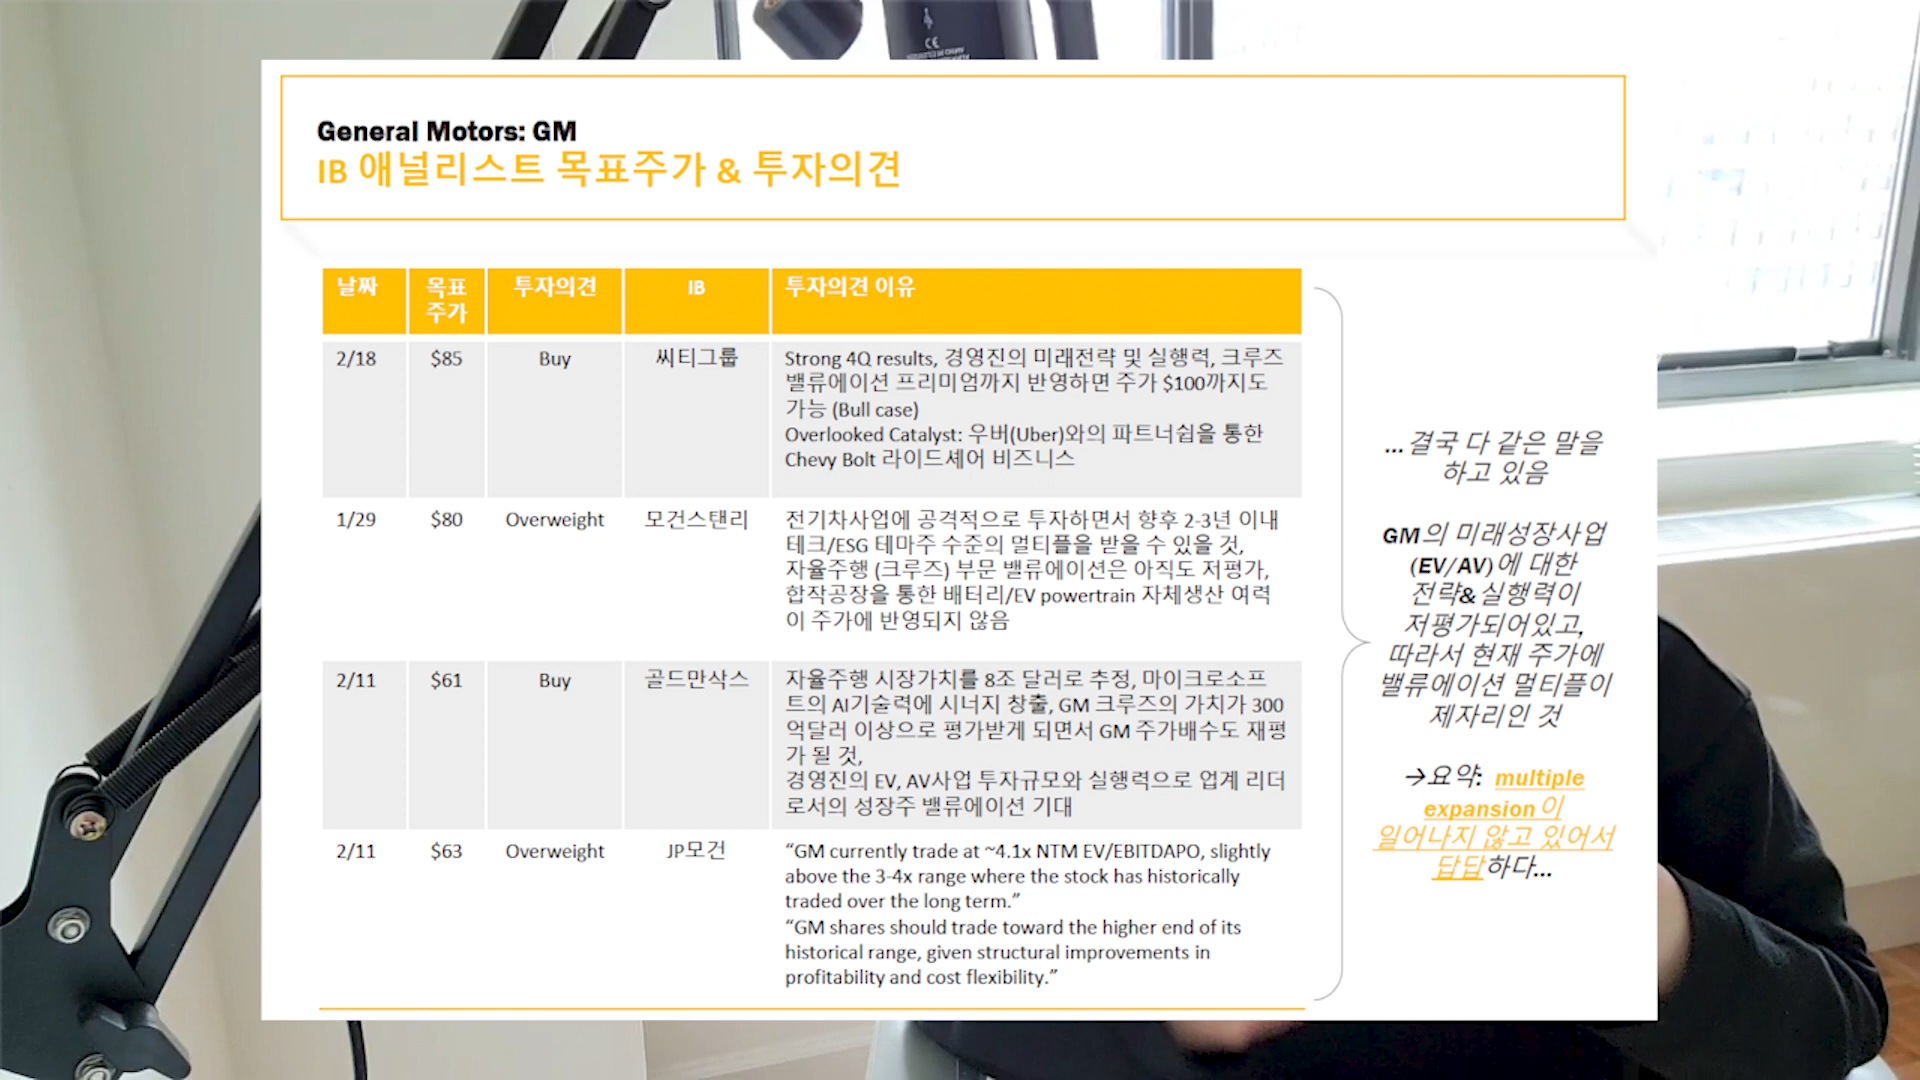 General Motors: GM
IB 애널리스트 목표주가 & 투자의견
날짜
목표
주가
투자의견
IB
투자의견 이유
2/18
$85
Buy
씨티그룹
Strong 4Q results, 경영진의 미래전략 및 실행력, 크루즈
밸류에이션 프리미엄까지 반영하면 주가 $100까지도
가능 (Bull case)
Overlooked Catalyst: 우버(Uber)와의 파트너쉽을 통한
Chevy Bolt 라이드셰어 비즈니스
1/29
$80
Overweight
모건스탠리
전기차사업에 공격적으로 투자하면서 향후 2-3년 이내
테크/ESG 테마주 수준의 멀티플을 받을 수 있을 것,
자율주행 (크루즈) 부문 밸류에이션은 아직도 저평가,
합작공장을 통한 배터리/EV powertrain 자체생산 여력
이 주가에 반영되지 않음
2/11
$61
Buy
골드만삭스
자율주행 시장가치를 8조 달러로 추정, 마이크로소프
트의 AI기술력에 시너지 창출, GM 크루즈의 가치가 300
억달러 이상으로 평가받게 되면서 GM 주가배수도 재평
가 될 것,
경영진의 EV, AV사업 투자규모와 실행력으로 업계 리더
로서의 성장주 밸류에이션 기대
2/11
$63
Overweight
JP모건
“GM currently trade at ~4.1x NTM EV/EBITDAPO, slightly
above the 3-4x range where the stock has historically
traded over the long term.”
“GM shares should trade toward the higher end of its
historical range, given structural improvements in
profitability and cost flexibility.”
...결국 다 같은 말을
하고 있음
GM의 미래성장사업
(EV/AV)에 대한
전략&실행력이
저평가되어있고,
따라서 현재 주가에
밸류에이션 멀티플이
제자리인 것
→요약: multiple
expansion이
일어나지 않고 있어서
답답하다...
CE